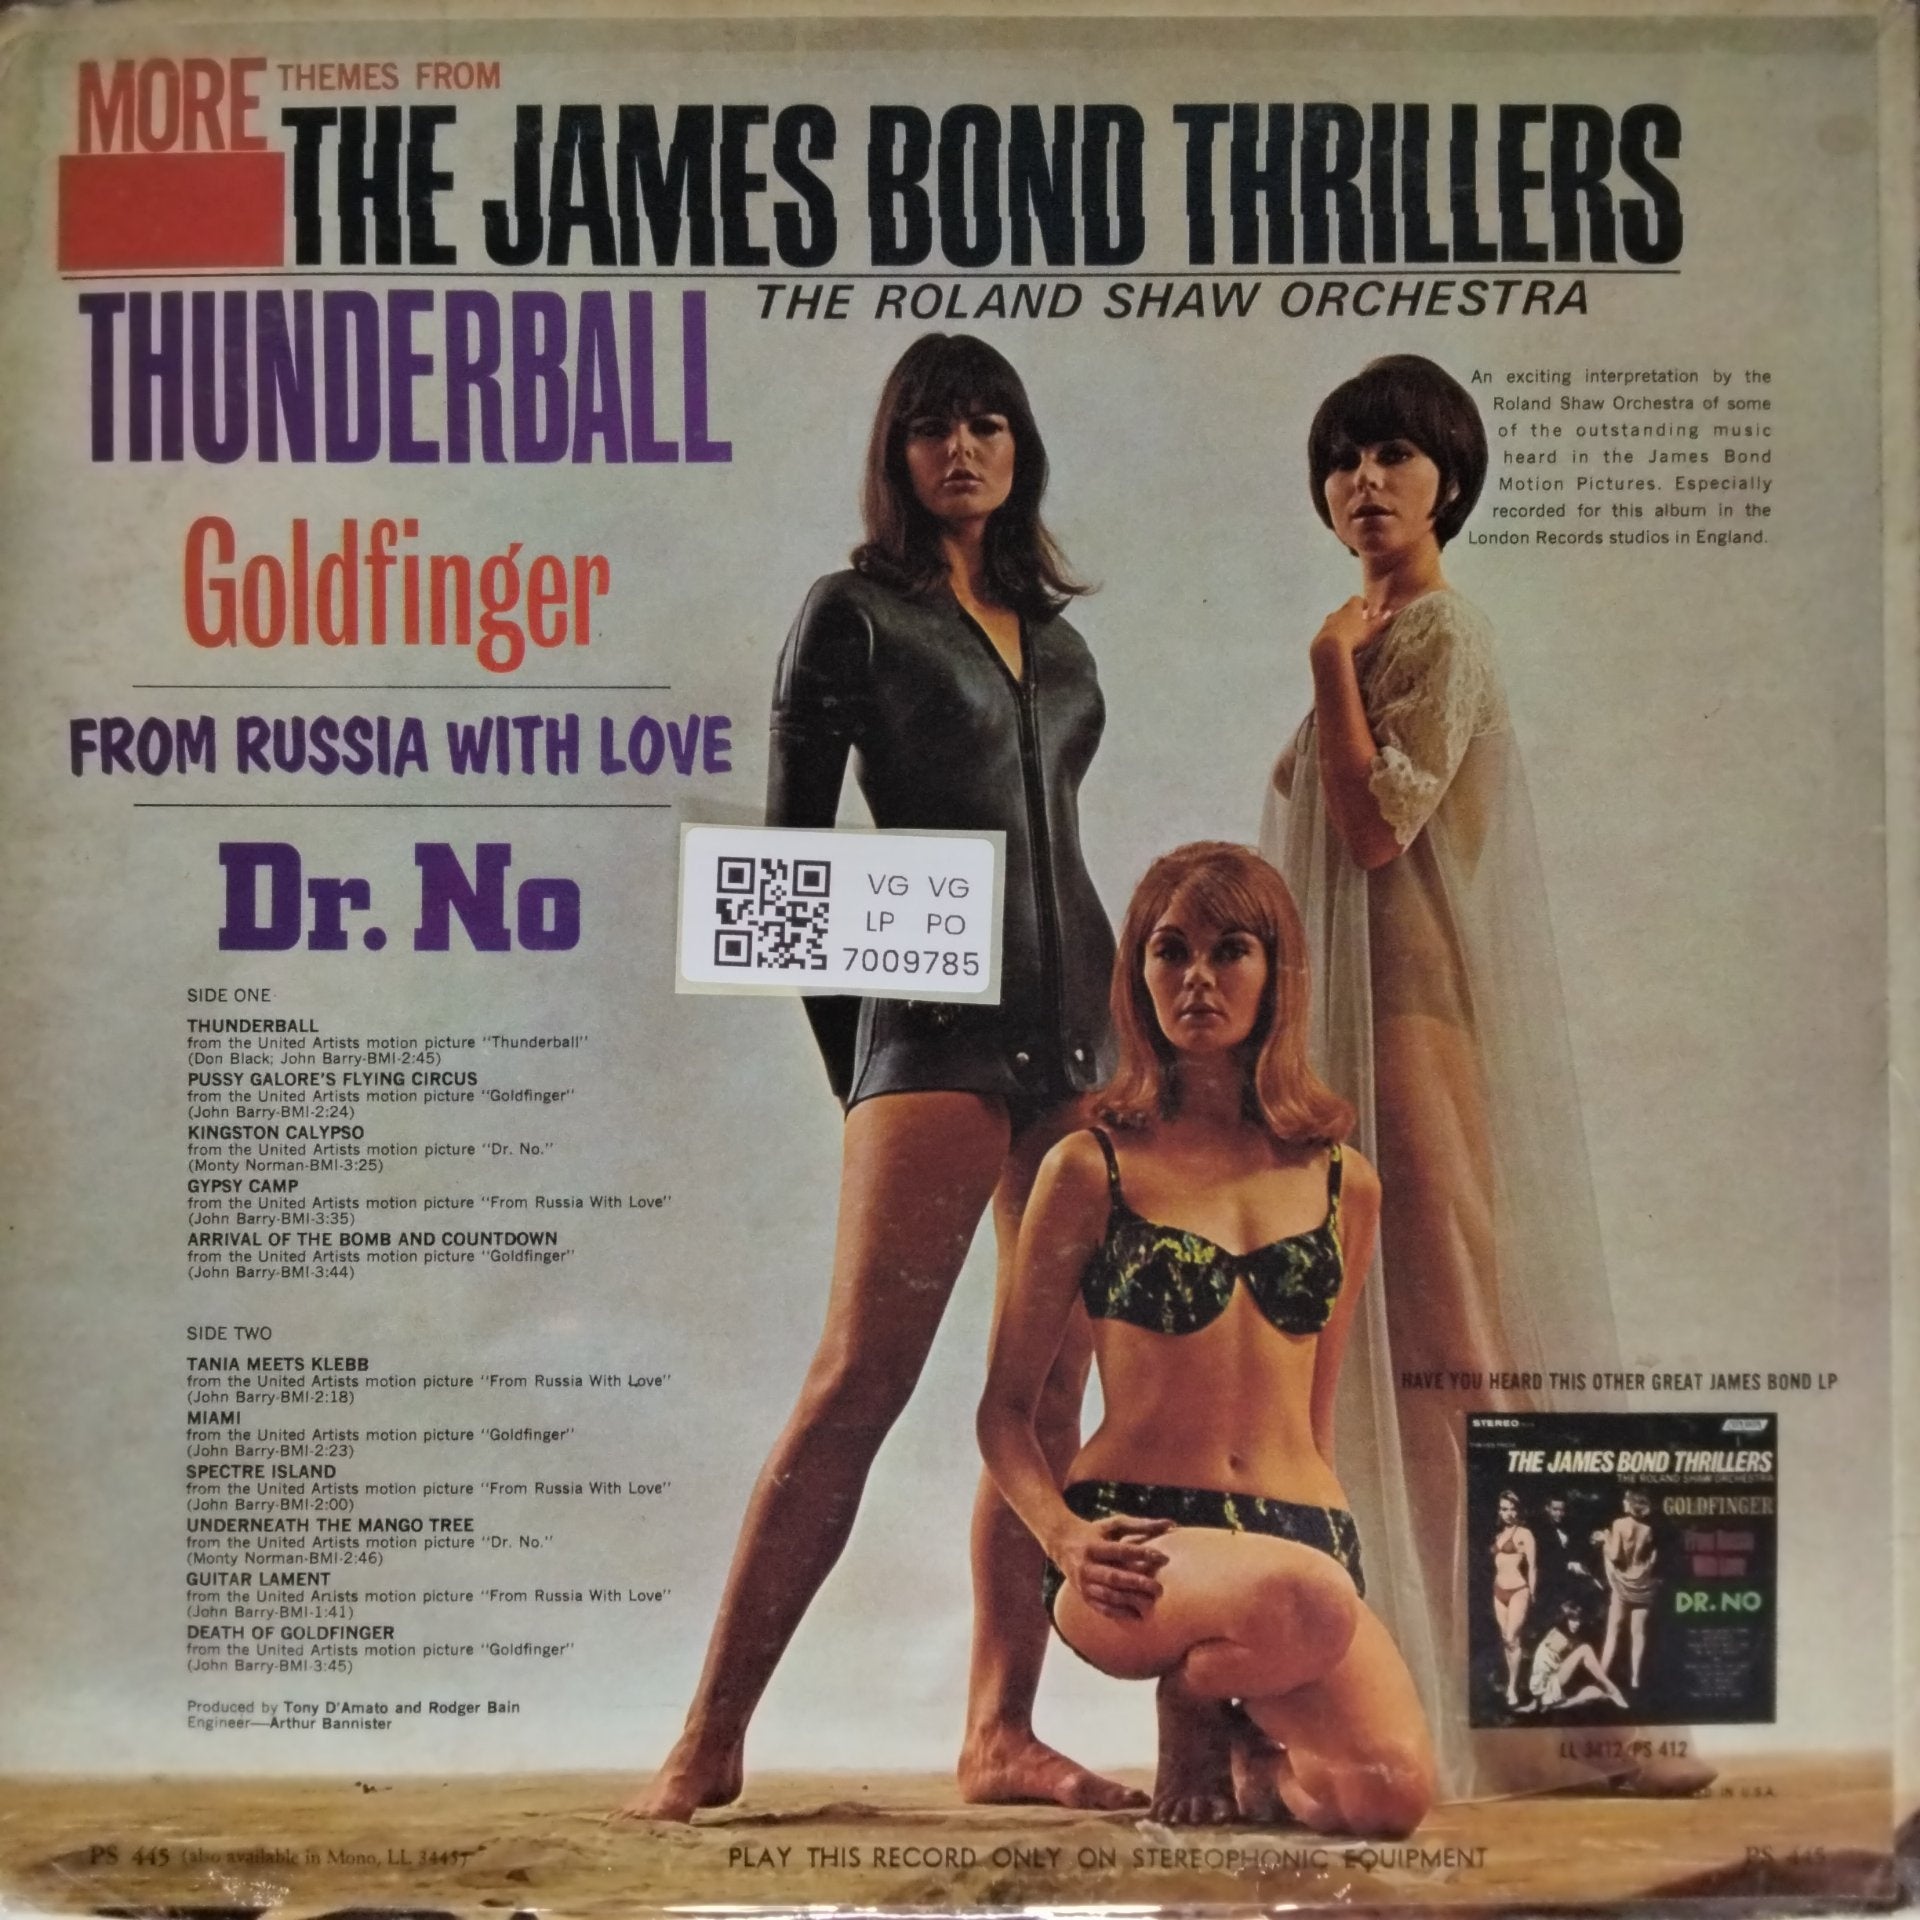 MORE THEMES FROM
THE JAMES BOND THRILLERS
THE ROLAND SHAW ORCHESTRA
THUNDERBALL
Goldfinger
FROM RUSSIA WITH LOVE
Dr. No
An exciting interpretation by the
Roland Shaw Orchestra of some
of the outstanding music
heard in the James Bond
Motion Pictures. Especially
recorded for this album in the
London Records studios in England.
VG VG
LP PO
7009785
SIDE ONE
THUNDERBALL
from the United Artists motion picture "Thunderball"
(Don Black; John Barry-BMI-2:45)
PUSSY GALORE'S FLYING CIRCUS
from the United Artists motion picture "Goldfinger"
(John Barry-BMI-2:24)
KINGSTON CALYPSO
from the United Artists motion picture "Dr. No."
(Monty Norman-BMI-3:25)
GYPSY CAMP
from the United Artists motion picture "From Russia With Love"
(John Barry-BMI-3:35)
ARRIVAL OF THE BOMB AND COUNTDOWN
from the United Artists motion picture "Goldfinger"
(John Barry-BMI-3:44)
SIDE TWO
TANIA MEETS KLEBB
from the United Artists motion picture "From Russia With Love"
(John Barry-BMI-2:18)
MIAMI
from the United Artists motion picture "Goldfinger"
(John Barry-BMI-2:23)
SPECTRE ISLAND
from the United Artists motion picture "From Russia With Love"
(John Barry-BMI-2:00)
UNDERNEATH THE MANGO TREE
from the United Artists motion picture "Dr. No."
(Monty Norman-BMI-2:46)
GUITAR LAMENT
from the United Artists motion picture "From Russia With Love"
(John Barry-BMI-1:41)
DEATH OF GOLDFINGER
from the United Artists motion picture "Goldfinger"
(John Barry-BMI-3:45)
Produced by Tony D'Amato and Rodger Bain
Engineer—Arthur Bannister
HAVE YOU HEARD THIS OTHER GREAT JAMES BOND LP
STEREO
THE JAMES BOND THRILLERS
THE ROLAND SHAW ORCHESTRA
GOLDFINGER
From Russia
With Love
DR. NO
LL 3412/PS 412
IN U.S.A.
PS 445 (also available in Mono, LL 3445)
PLAY THIS RECORD ONLY ON STEREOPHONIC EQUIPMENT
PS 445